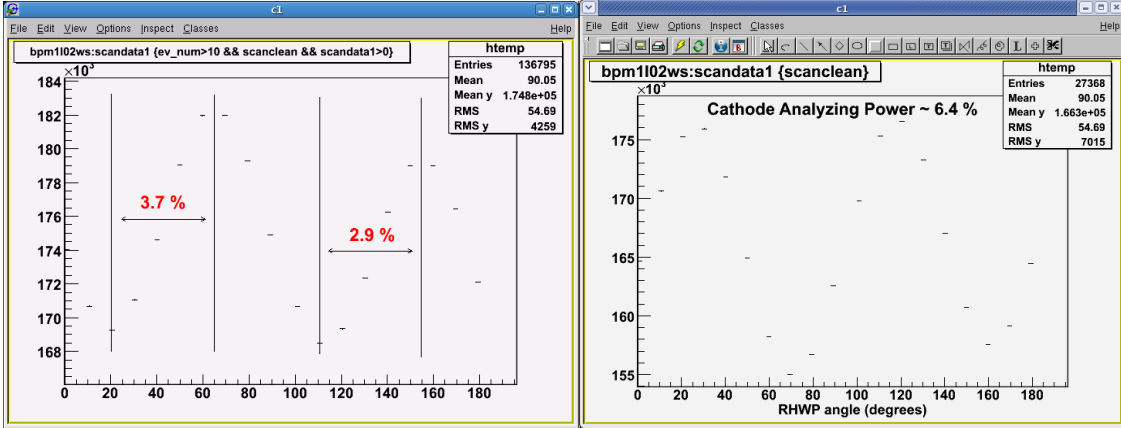 c1
File Edit View Options Inspect Classes Help
bpm1I02ws:scandata1 {ev_num>10 && scanclean && scandata1>0}
htemp
Entries 136795
Mean 90.05
Mean y 1.748e+05
RMS 54.69
RMS y 4259
×10³
184
182
180
178
176
174
172
170
168
3.7 %
2.9 %
0 20 40 60 80 100 120 140 160 180
c1
File Edit View Options Inspect Classes Help
bpm1I02ws:scandata1 {scanclean}
htemp
Entries 27368
Mean 90.05
Mean y 1.663e+05
RMS 54.69
RMS y 7015
×10³
Cathode Analyzing Power ~ 6.4 %
175
170
165
160
155
0 20 40 60 80 100 120 140 160 180
RHWP angle (degrees)